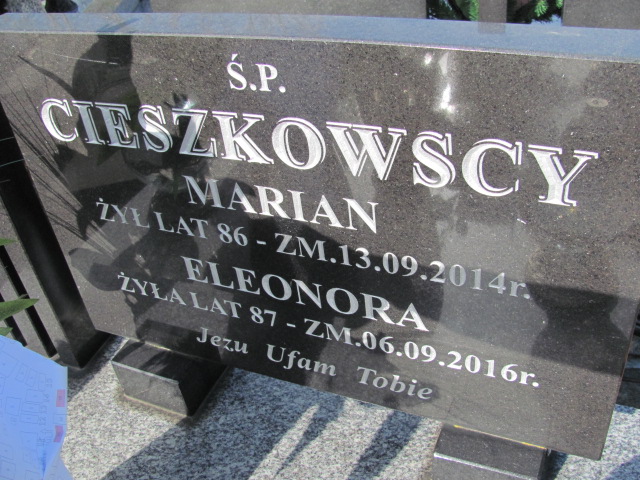 Ś.P.
CIESZKOWSCY
MARIAN
ŻYŁ LAT 86 - ZM.13.09.2014r.
ELEONORA
ŻYŁA LAT 87 - ZM.06.09.2016r.
Jezu Ufam Tobie